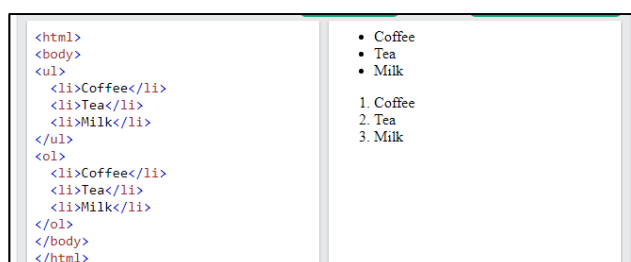 <html>
<body>
<ul>
  <li>Coffee</li>
  <li>Tea</li>
  <li>Milk</li>
</ul>
<ol>
  <li>Coffee</li>
  <li>Tea</li>
  <li>Milk</li>
</ol>
</body>
</html>
• Coffee
• Tea
• Milk
1. Coffee
2. Tea
3. Milk